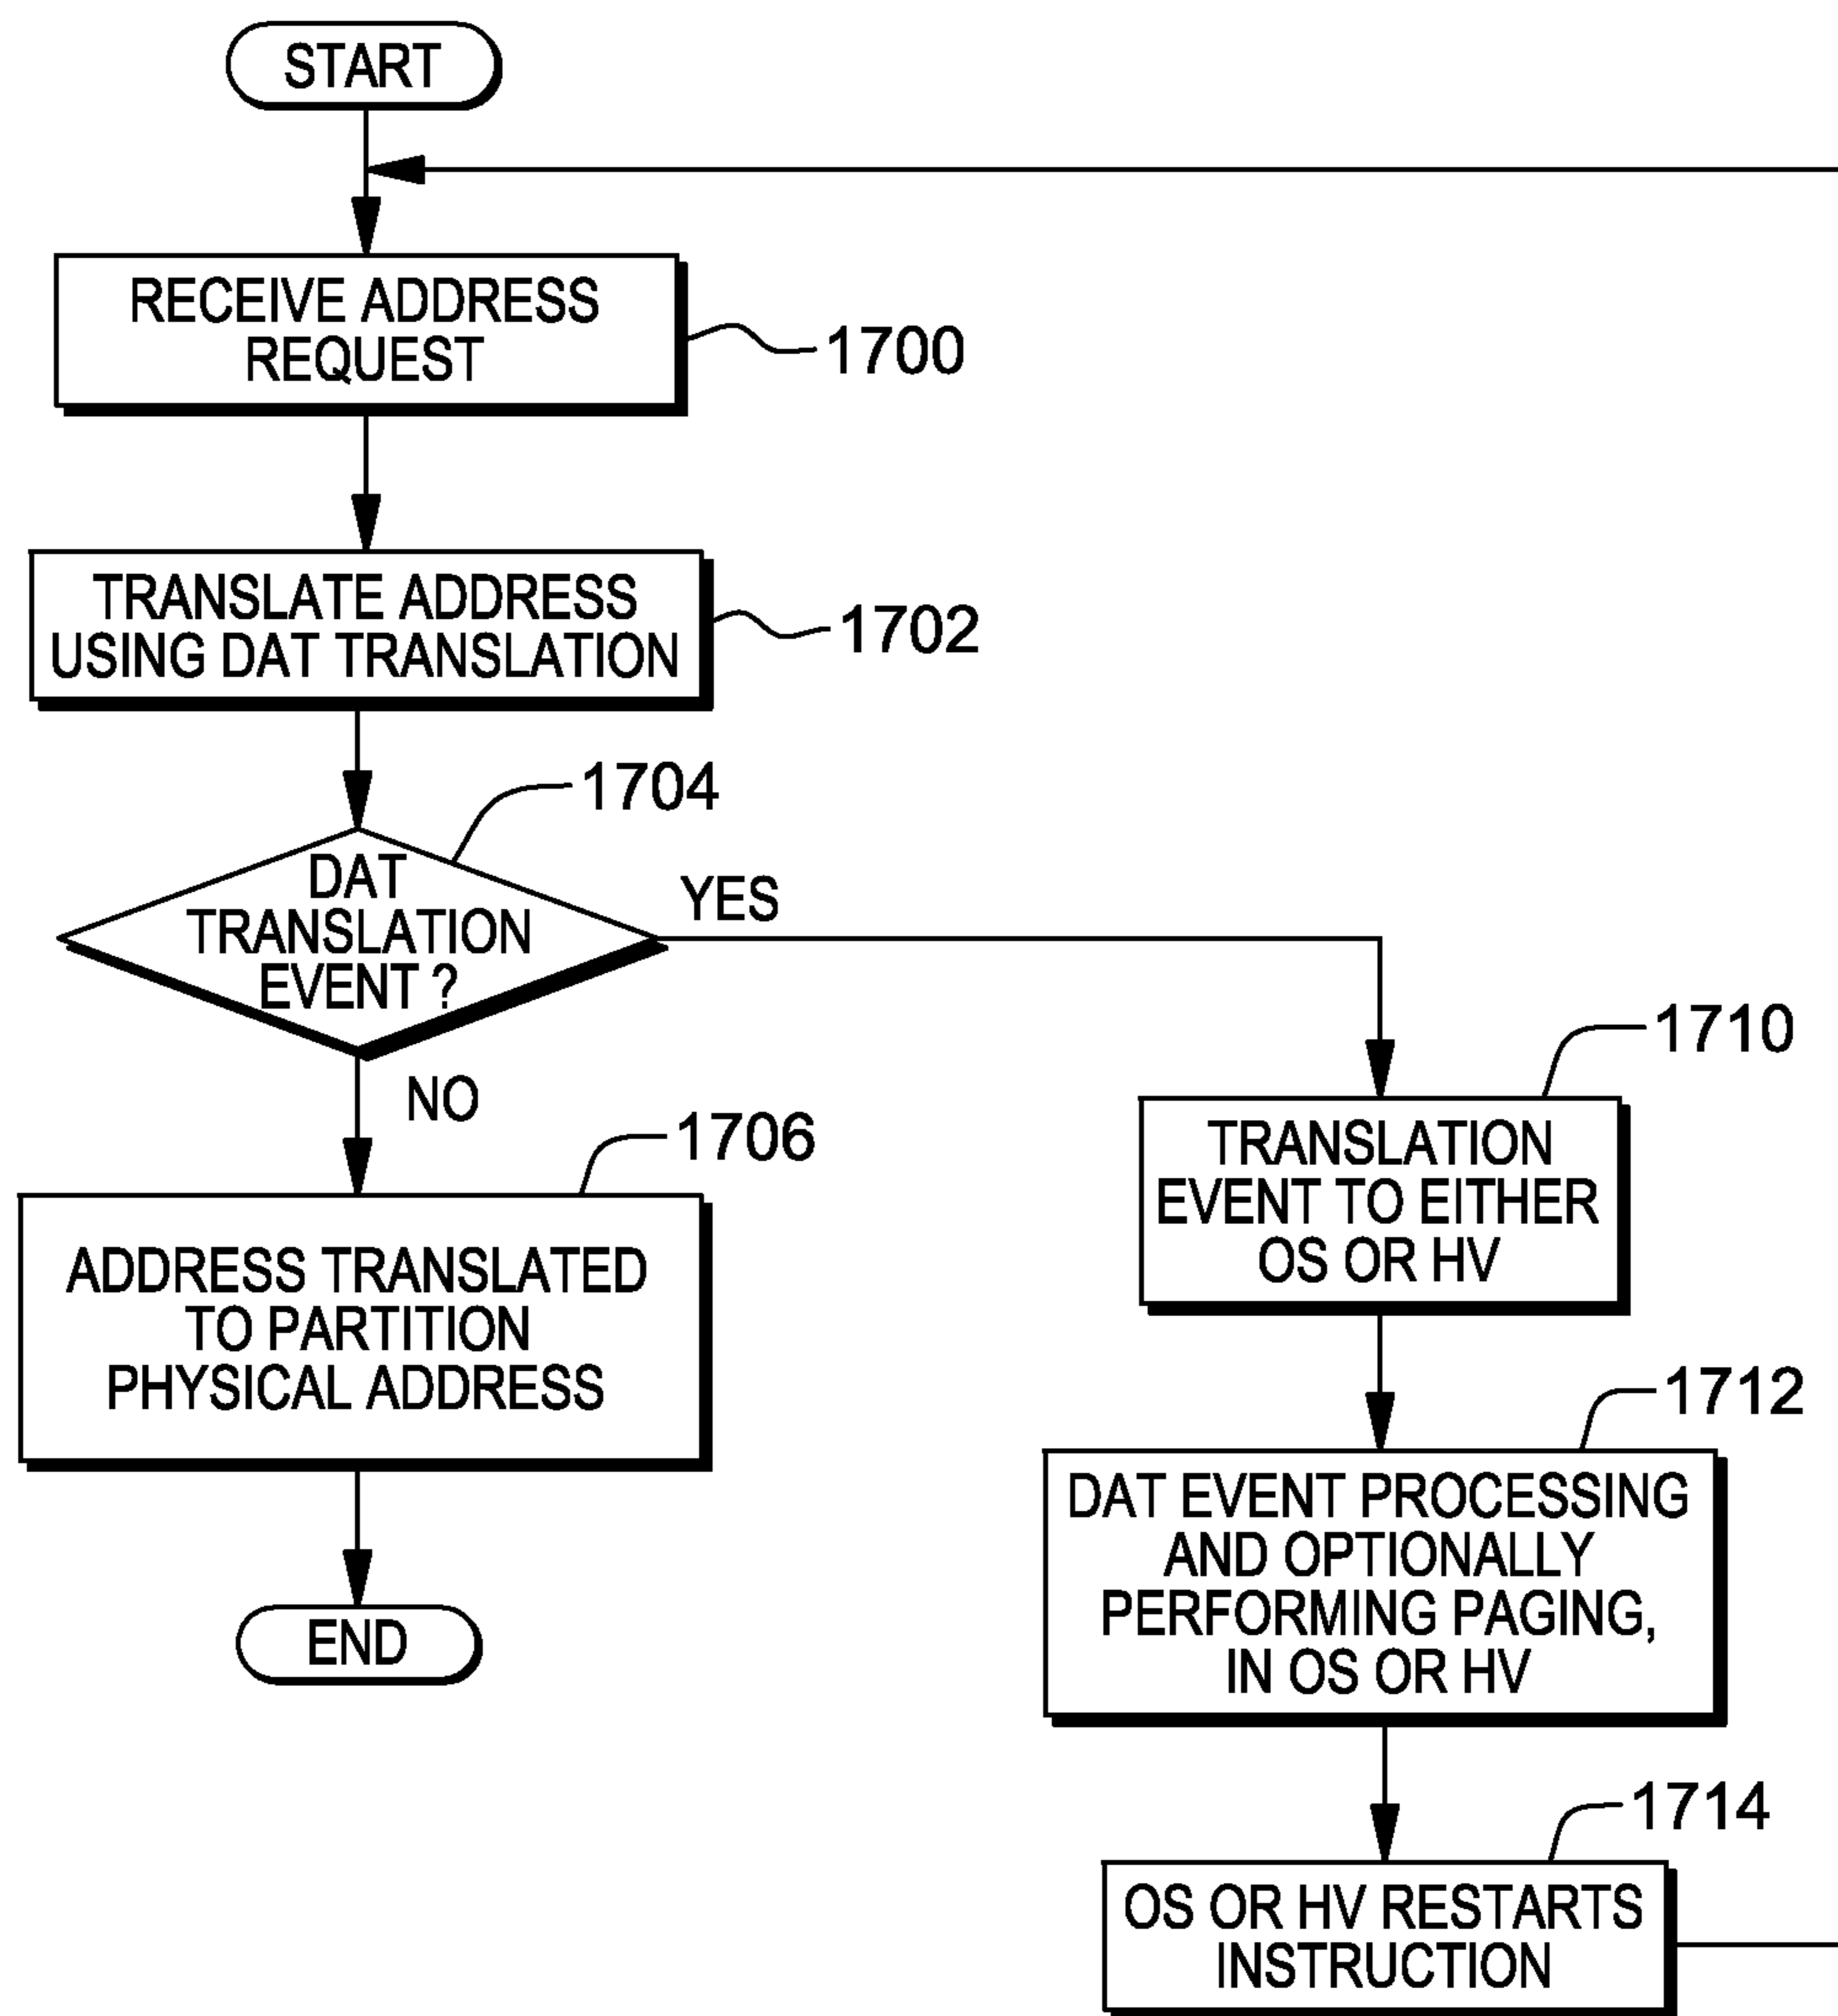 START
RECEIVE ADDRESS
REQUEST
1700
TRANSLATE ADDRESS
USING DAT TRANSLATION
1702
1704
DAT
TRANSLATION
EVENT ?
YES
NO
1706
ADDRESS TRANSLATED
TO PARTITION
PHYSICAL ADDRESS
END
1710
TRANSLATION
EVENT TO EITHER
OS OR HV
1712
DAT EVENT PROCESSING
AND OPTIONALLY
PERFORMING PAGING,
IN OS OR HV
1714
OS OR HV RESTARTS
INSTRUCTION